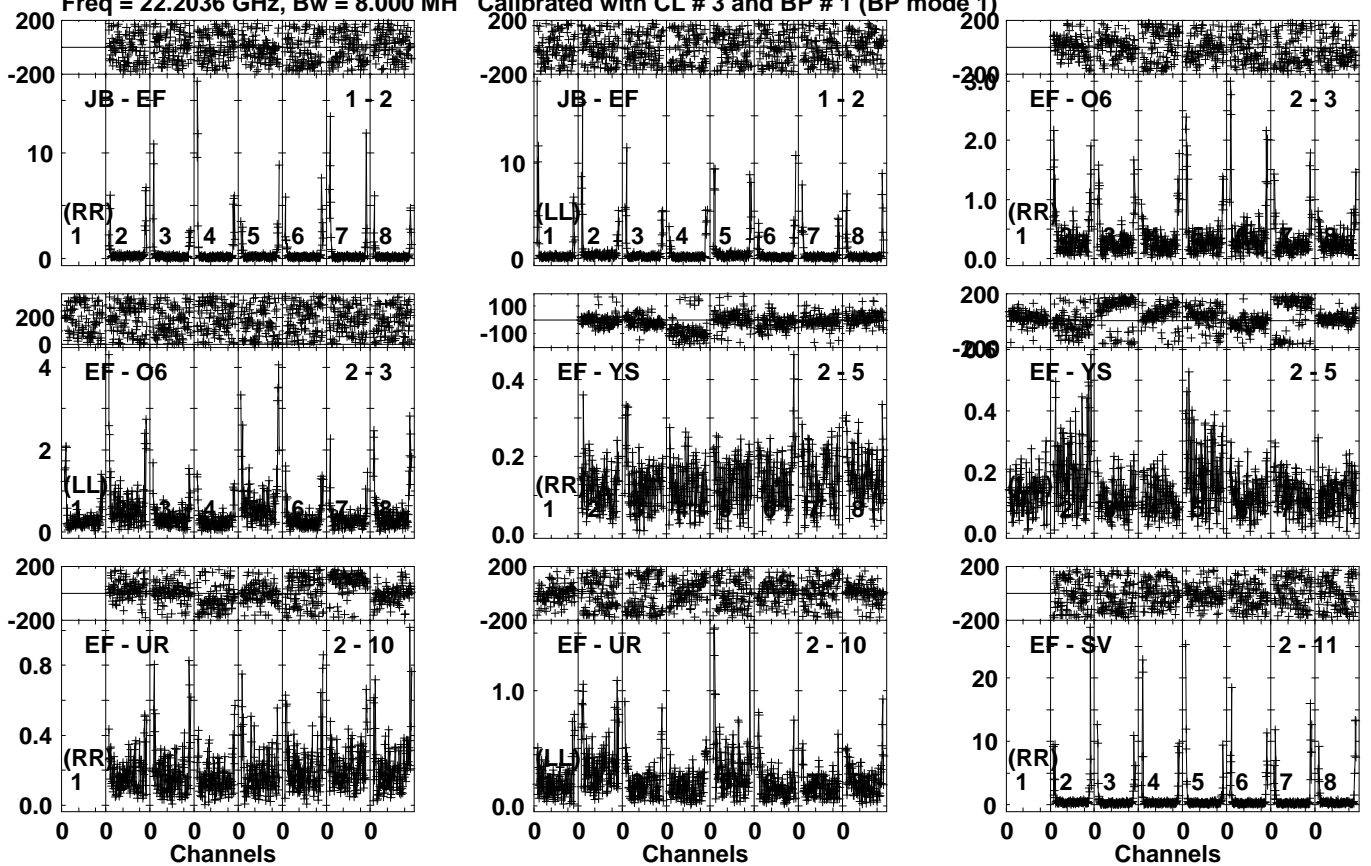 Freq = 22.2036 GHz, Bw = 8.000 MH Calibrated with CL # 3 and BP # 1 (BP mode 1)
200 200 200
-200 -200 -200
JB - EF 1 - 2 JB - EF 1 - 2 EF - O6 2 - 3
3.0
10 10 2.0
1.0
(RR) (LL) (RR)
1 2 3 4 5 6 7 8 1 2 3 4 5 6 7 8 1
0 0 0.0
200 100 200
0 -100 -200
0.6
EF - O6 2 - 3 EF - YS 2 - 5 EF - YS 2 - 5
4 0.4 0.4
2 0.2 0.2
(LL) (RR)
1 3 4 6 7 8 1 2 8
0 0.0 0.0
200 200 200
-200 -200 -200
EF - UR 2 - 10 EF - UR 2 - 10 EF - SV 2 - 11
0.8 1.0 20
0.4 10
(RR) (LL) (RR)
1 1 2 3 4 5 6 7 8
0.0 0.0 0
0 0 0 0 0 0 0 0 0 0 0 0 0 0 0 0 0 0 0 0 0 0 0 0
Channels Channels Channels